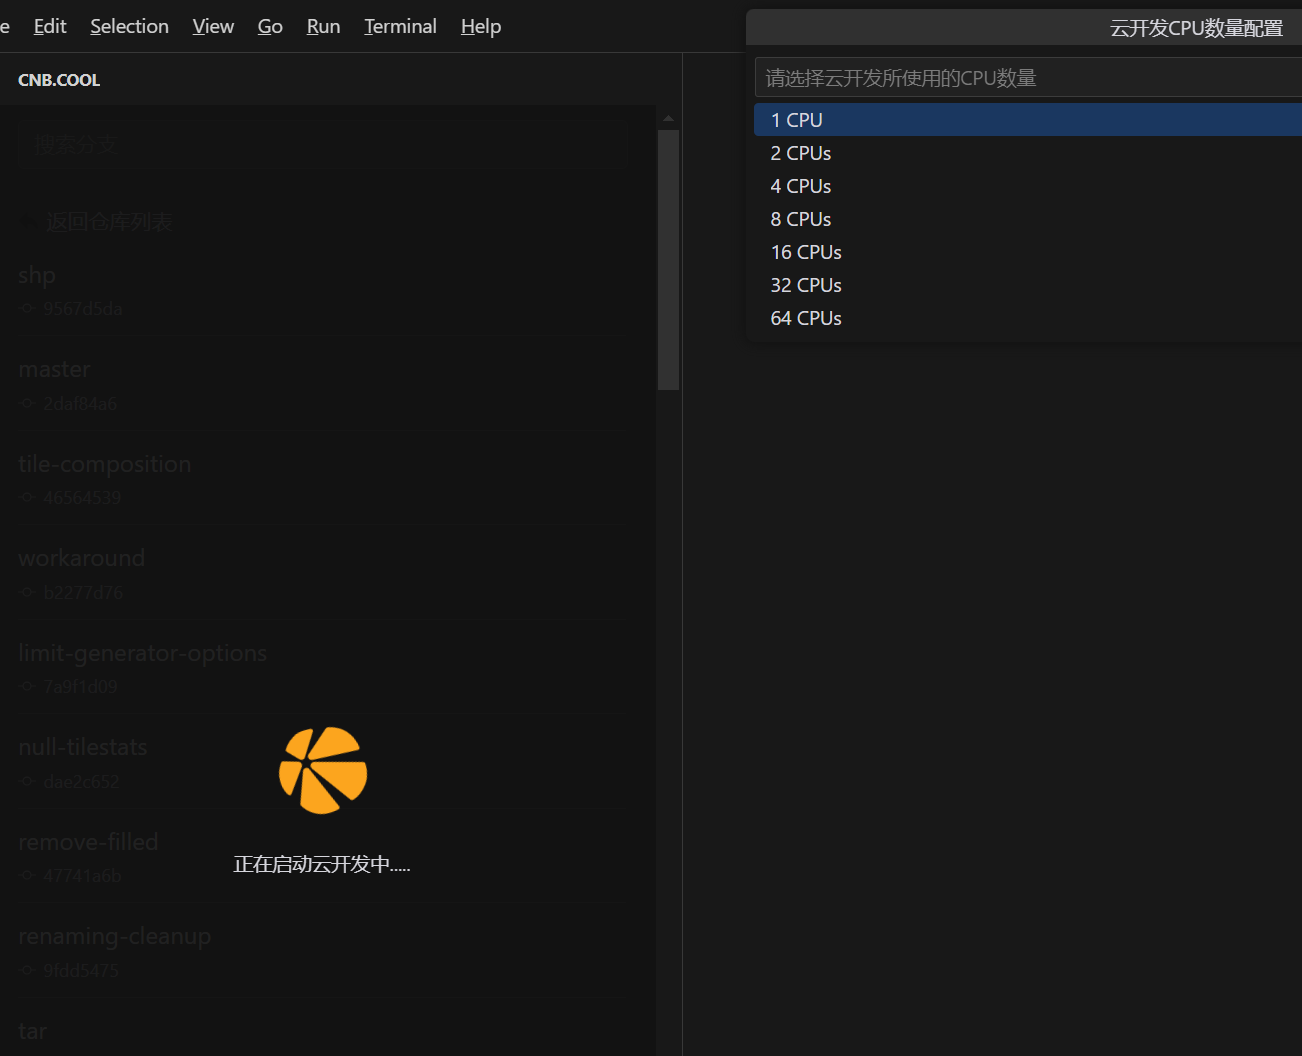 e Edit Selection View Go Run Terminal Help
CNB.COOL
搜索分支
返回仓库列表
shp
9567d5da
master
2daf84a6
tile-composition
46564539
workaround
b2277d76
limit-generator-options
7a9f1d09
null-tilestats
dae2c652
remove-filled
47741a6b
正在启动云开发中.....
renaming-cleanup
9fdd5475
tar
云开发CPU数量配置
请选择云开发所使用的CPU数量
1 CPU
2 CPUs
4 CPUs
8 CPUs
16 CPUs
32 CPUs
64 CPUs